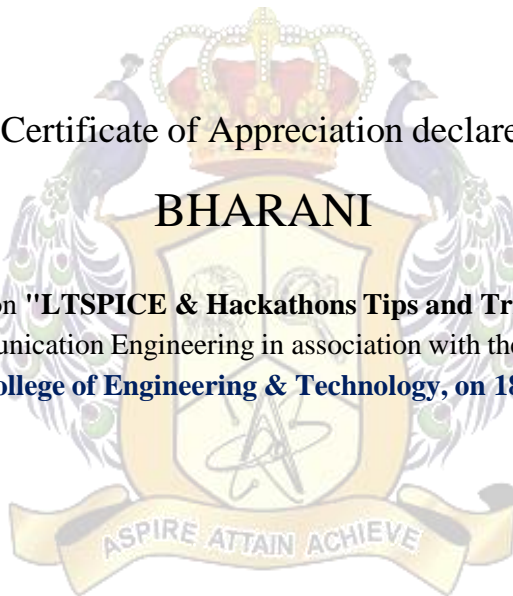 Certificate of Appreciation declare
BHARANI
on "LTSPICE & Hackathons Tips and Tr
unication Engineering in association with the
ollege of Engineering & Technology, on 18
ASPIRE ATTAIN ACHIEVE